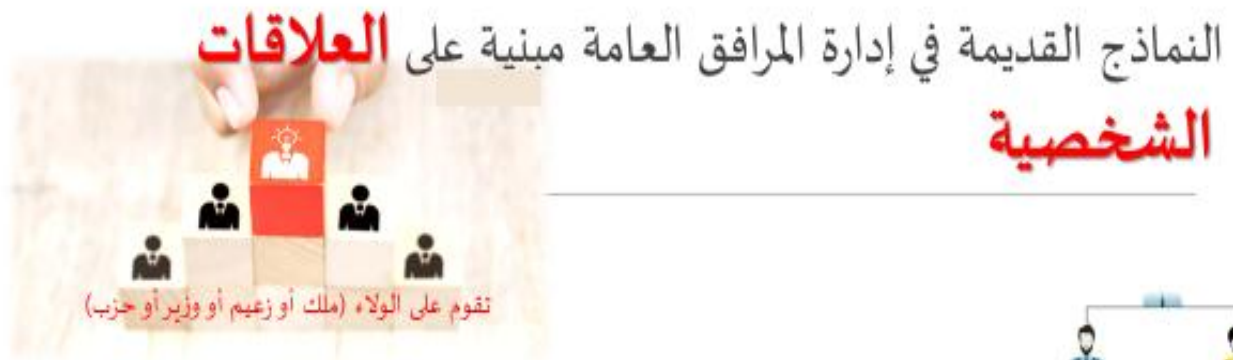 النماذج القديمة في إدارة المرافق العامة مبنية على العلاقات
الشخصية
تقوم على الولاء (ملك أو زعيم أو وزير أو حزب)